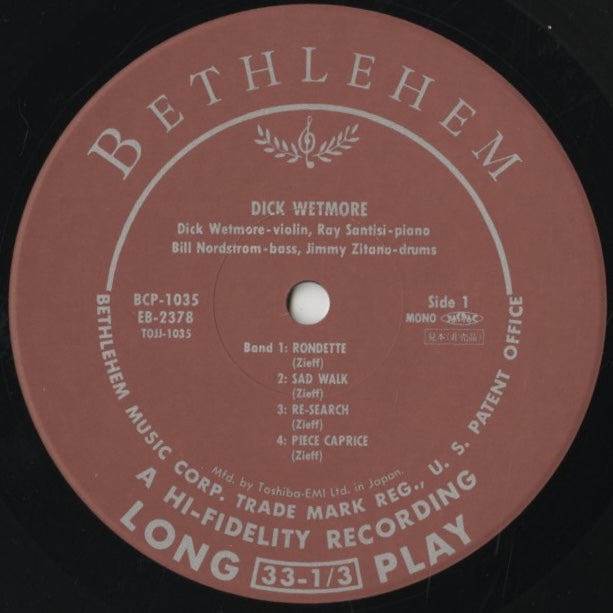 BETHLEHEM
DICK WETMORE
Dick Wetmore-violin, Ray Santisi-piano
Bill Nordstrom-bass, Jimmy Zitano-drums
BCP-1035
EB-2378
TOJJ-1035
Side 1
MONO
見本(非売品)
Band 1: RONDETTE
(Zieff)
2: SAD WALK
(Zieff)
3: RE-SEARCH
(Zieff)
4: PIECE CAPRICE
(Zieff)
Mfd. by Toshiba-EMI Ltd. in Japan.
BETHLEHEM MUSIC CORP. TRADE MARK REG., U. S. PATENT OFFICE
A HI-FIDELITY RECORDING
LONG 33-1/3 PLAY